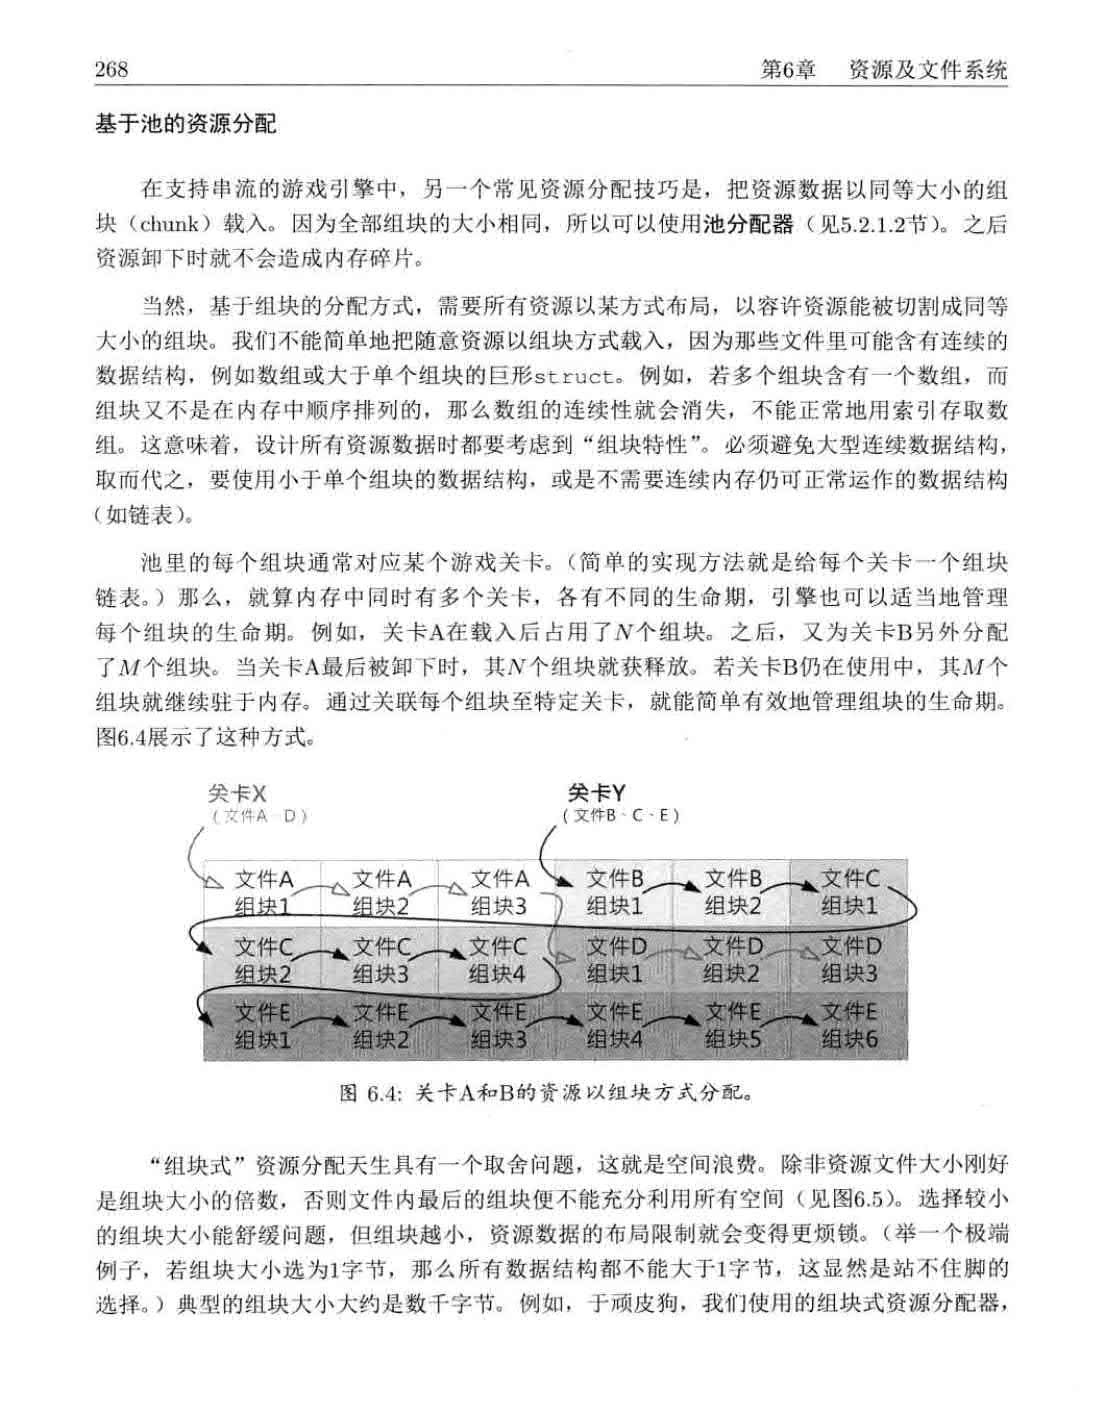 268 第6章 资源及文件系统
基于池的资源分配
在支持串流的游戏引擎中，另一个常见资源分配技巧是，把资源数据以同等大小的组
块（chunk）载入。因为全部组块的大小相同，所以可以使用池分配器（见5.2.1.2节）。之后
资源卸下时就不会造成内存碎片。
当然，基于组块的分配方式，需要所有资源以某方式布局，以容许资源能被切割成同等
大小的组块。我们不能简单地把随意资源以组块方式载入，因为那些文件里可能含有连续的
数据结构，例如数组或大于单个组块的巨形struct。例如，若多个组块含有一个数组，而
组块又不是在内存中顺序排列的，那么数组的连续性就会消失，不能正常地用索引存取数
组。这意味着，设计所有资源数据时都要考虑到“组块特性”。必须避免大型连续数据结构，
取而代之，要使用小于单个组块的数据结构，或是不需要连续内存仍可正常运作的数据结构
（如链表）。
池里的每个组块通常对应某个游戏关卡。（简单的实现方法就是给每个关卡一个组块
链表。）那么，就算内存中同时有多个关卡，各有不同的生命期，引擎也可以适当地管理
每个组块的生命期。例如，关卡A在载入后占用了N个组块。之后，又为关卡B另外分配
了M个组块。当关卡A最后被卸下时，其N个组块就获释放。若关卡B仍在使用中，其M个
组块就继续驻于内存。通过关联每个组块至特定关卡，就能简单有效地管理组块的生命期。
图6.4展示了这种方式。
关卡X 关卡Y
（文件A、D） （文件B、C、E）
文件A 文件A 文件A 文件B 文件B 文件C
组块1 组块2 组块3 组块1 组块2 组块1
文件C 文件C 文件C 文件D 文件D 文件D
组块2 组块3 组块4 组块1 组块2 组块3
文件E 文件E 文件E 文件E 文件E 文件E
组块1 组块2 组块3 组块4 组块5 组块6
图 6.4: 关卡A和B的资源以组块方式分配。
“组块式”资源分配天生具有一个取舍问题，这就是空间浪费。除非资源文件大小刚好
是组块大小的倍数，否则文件内最后的组块便不能充分利用所有空间（见图6.5）。选择较小
的组块大小能舒缓问题，但组块越小，资源数据的布局限制就会变得更烦锁。（举一个极端
例子，若组块大小选为1字节，那么所有数据结构都不能大于1字节，这显然是站不住脚的
选择。）典型的组块大小大约是数千字节。例如，于顽皮狗，我们使用的组块式资源分配器，